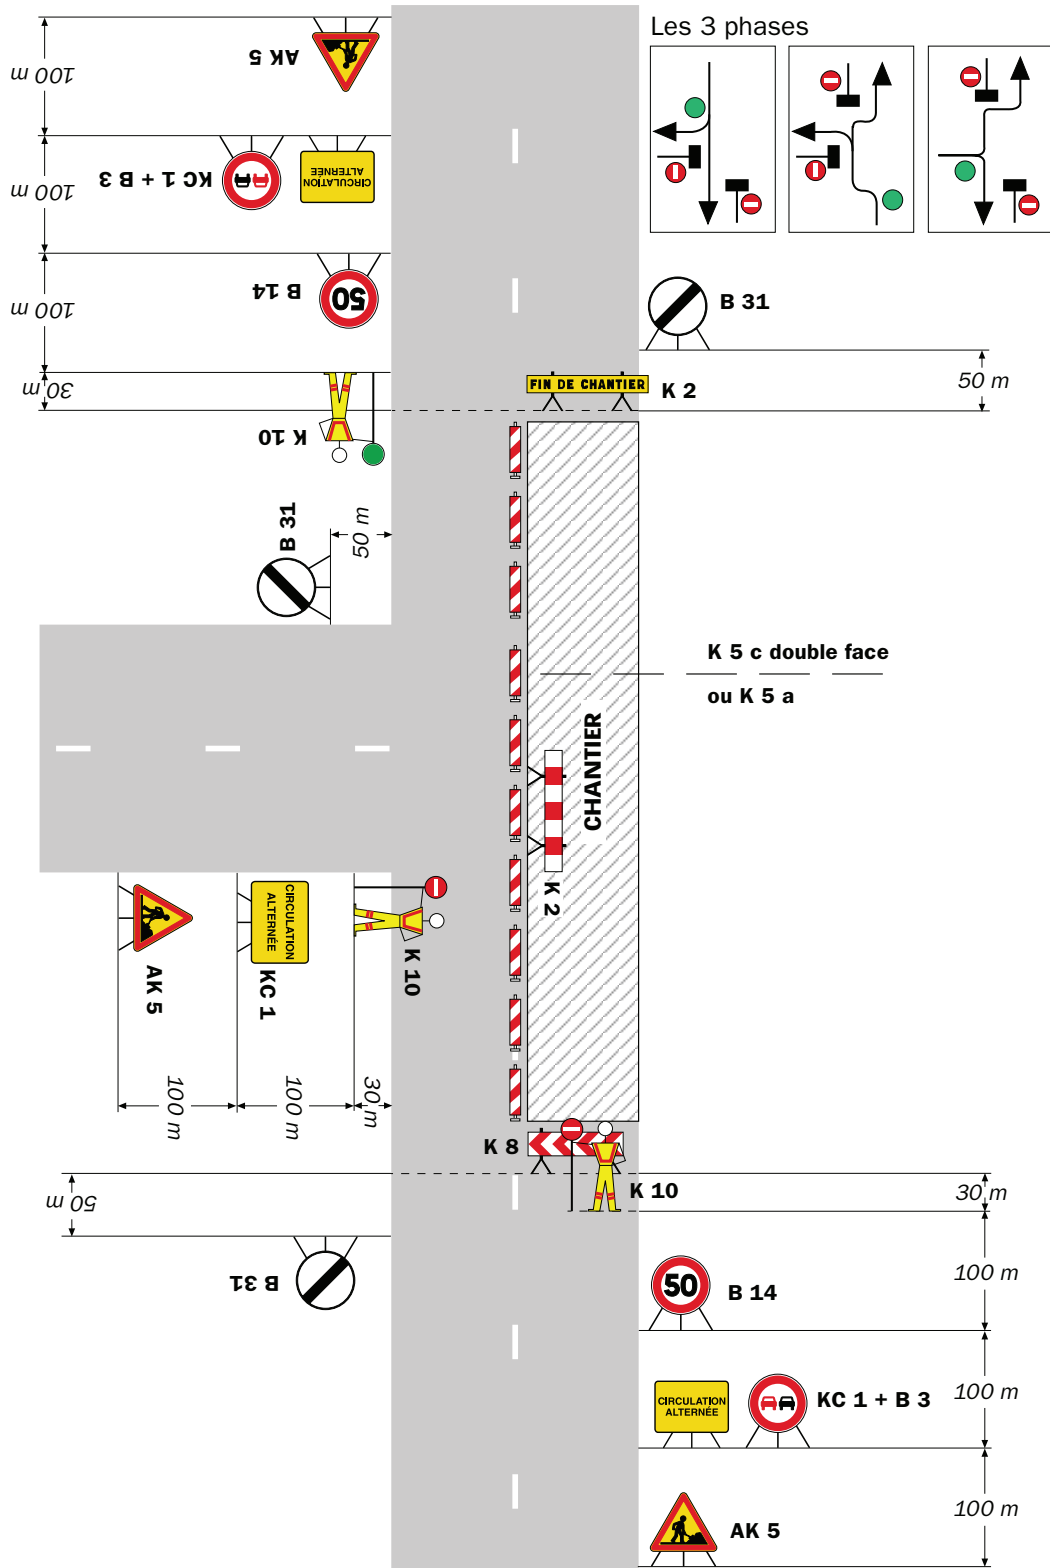 Les 3 phases
100 m
AK 5
100 m
KC 1 + B 3
CIRCULATION
ALTERNÉE
100 m
B 14
50
B 31
30 m
K 10
FIN DE CHANTIER
K 2
50 m
B 31
50 m
K 5 c double face
ou K 5 a
CHANTIER
K 2
AK 5
CIRCULATION
ALTERNÉE
KC 1
K 10
100 m
100 m
30 m
K 8
K 10
30 m
50 m
B 31
50
B 14
100 m
CIRCULATION
ALTERNÉE
KC 1 + B 3
100 m
AK 5
100 m